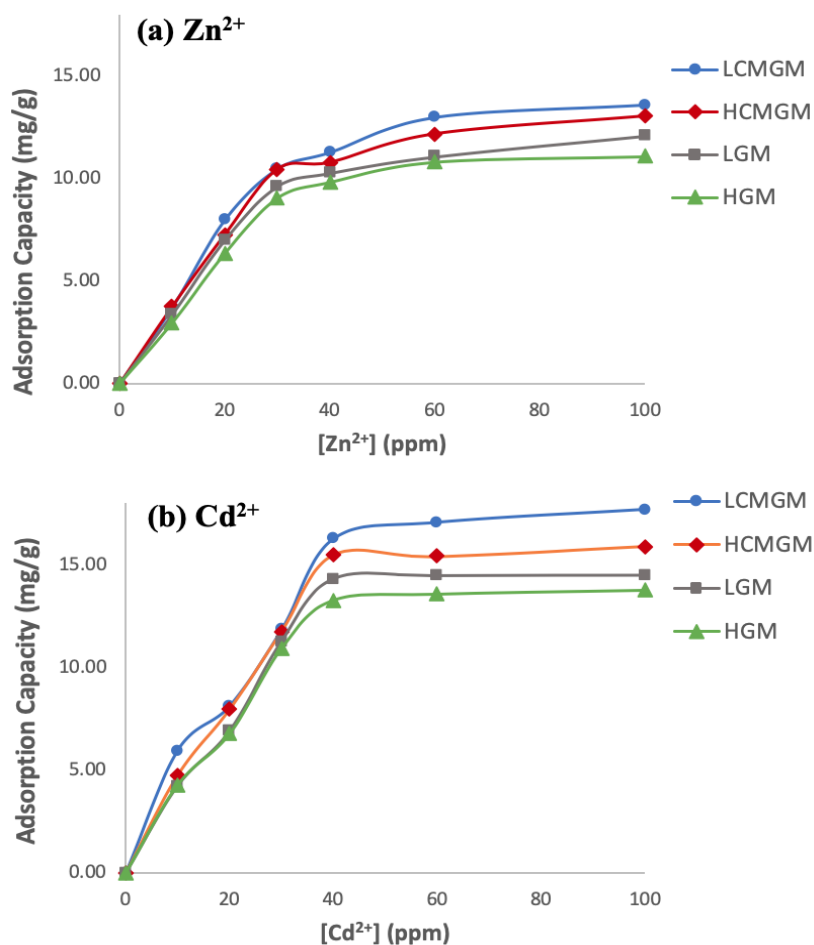 (a) Zn²⁺
Adsorption Capacity (mg/g)
15.00
10.00
5.00
0.00
0 20 40 60 80 100
[Zn²⁺] (ppm)
LCMGM
HCMGM
LGM
HGM
(b) Cd²⁺
Adsorption Capacity (mg/g)
15.00
10.00
5.00
0.00
0 20 40 60 80 100
[Cd²⁺] (ppm)
LCMGM
HCMGM
LGM
HGM